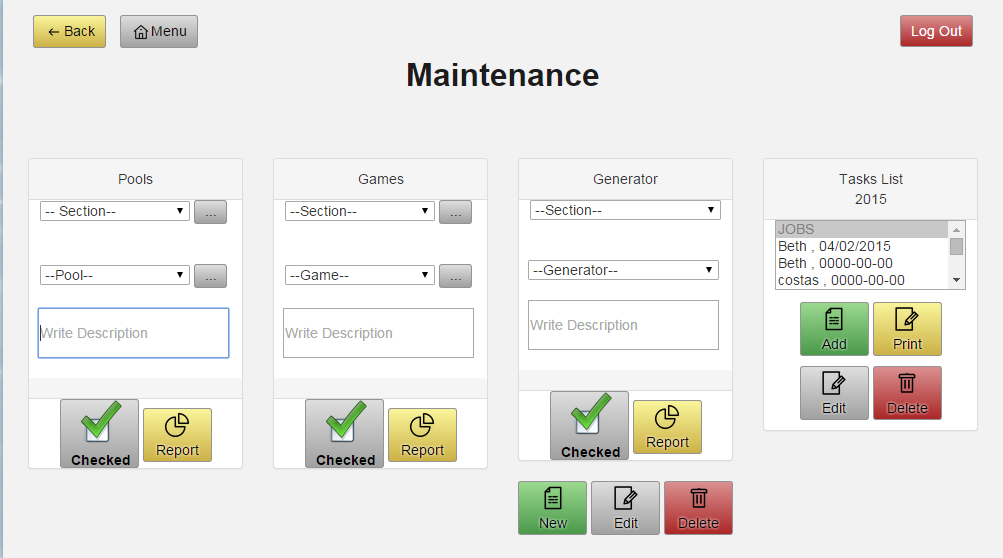 Back
Menu
Log Out
Maintenance
Pools
-- Section--
...
--Pool--
...
Write Description
Checked
Report
Games
--Section--
...
--Game--
...
Write Description
Checked
Report
Generator
--Section--
--Generator--
Write Description
Checked
Report
New
Edit
Delete
Tasks List
2015
JOBS
Beth , 04/02/2015
Beth , 0000-00-00
costas , 0000-00-00
Add
Print
Edit
Delete